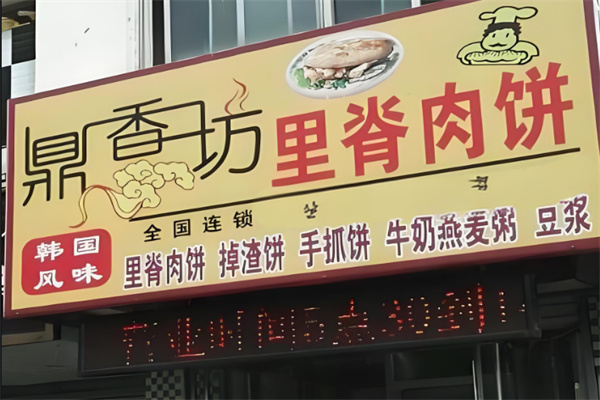 鼎香坊 里脊肉饼
全国连锁
韩国
风味
里脊肉饼 掉渣饼 手抓饼 牛奶燕麦粥 豆浆